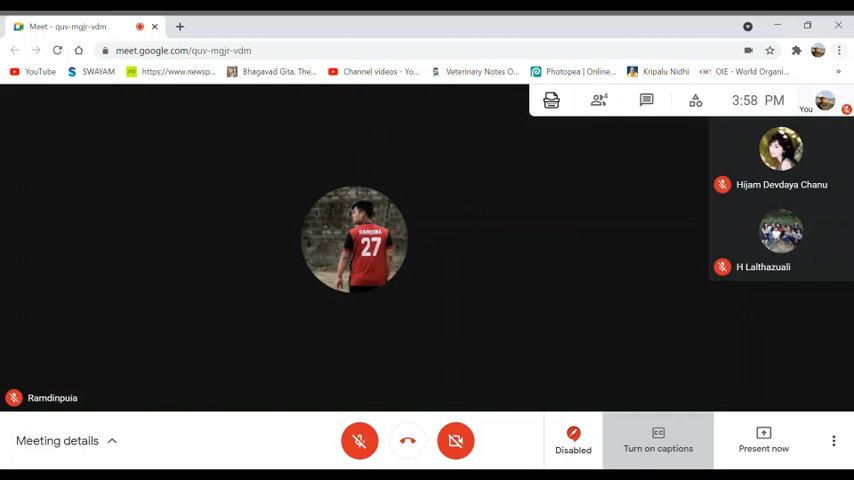 Meet - quv-mgjr-vdm
meet.google.com/quv-mgjr-vdm
YouTube
SWAYAM
https://www.newsp...
Bhagavad Gita, The...
Channel videos - Yo...
Veterinary Notes O...
Photopea | Online...
Kripalu Nidhi
OIE - World Organi...
4
3:58 PM
You
Hijam Devdaya Chanu
RAMDINA
27
H Lalthazuali
Ramdinpuia
Meeting details
Disabled
CC
Turn on captions
Present now